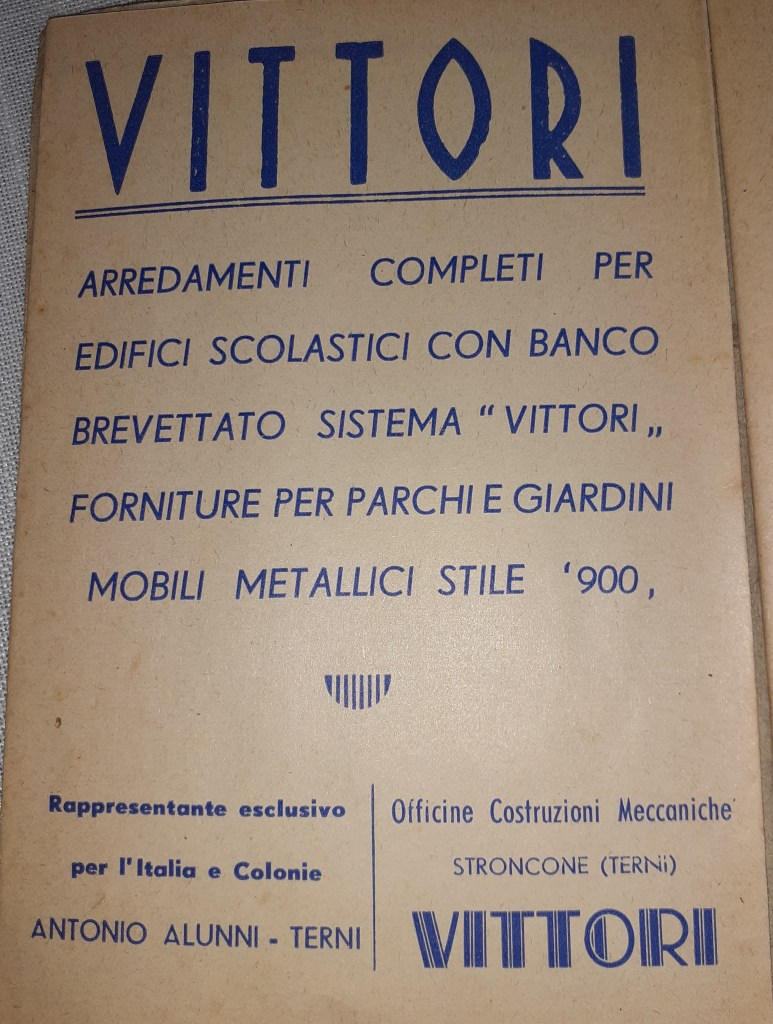 VITTORI
ARREDAMENTI COMPLETI PER
EDIFICI SCOLASTICI CON BANCO
BREVETTATO SISTEMA “ VITTORI „
FORNITURE PER PARCHI E GIARDINI
MOBILI METALLICI STILE ‘900,
Rappresentante esclusivo
per l'Italia e Colonie
ANTONIO ALUNNI - TERNI
Officine Costruzioni Meccaniche
STRONCONE (TERNi)
VITTORI